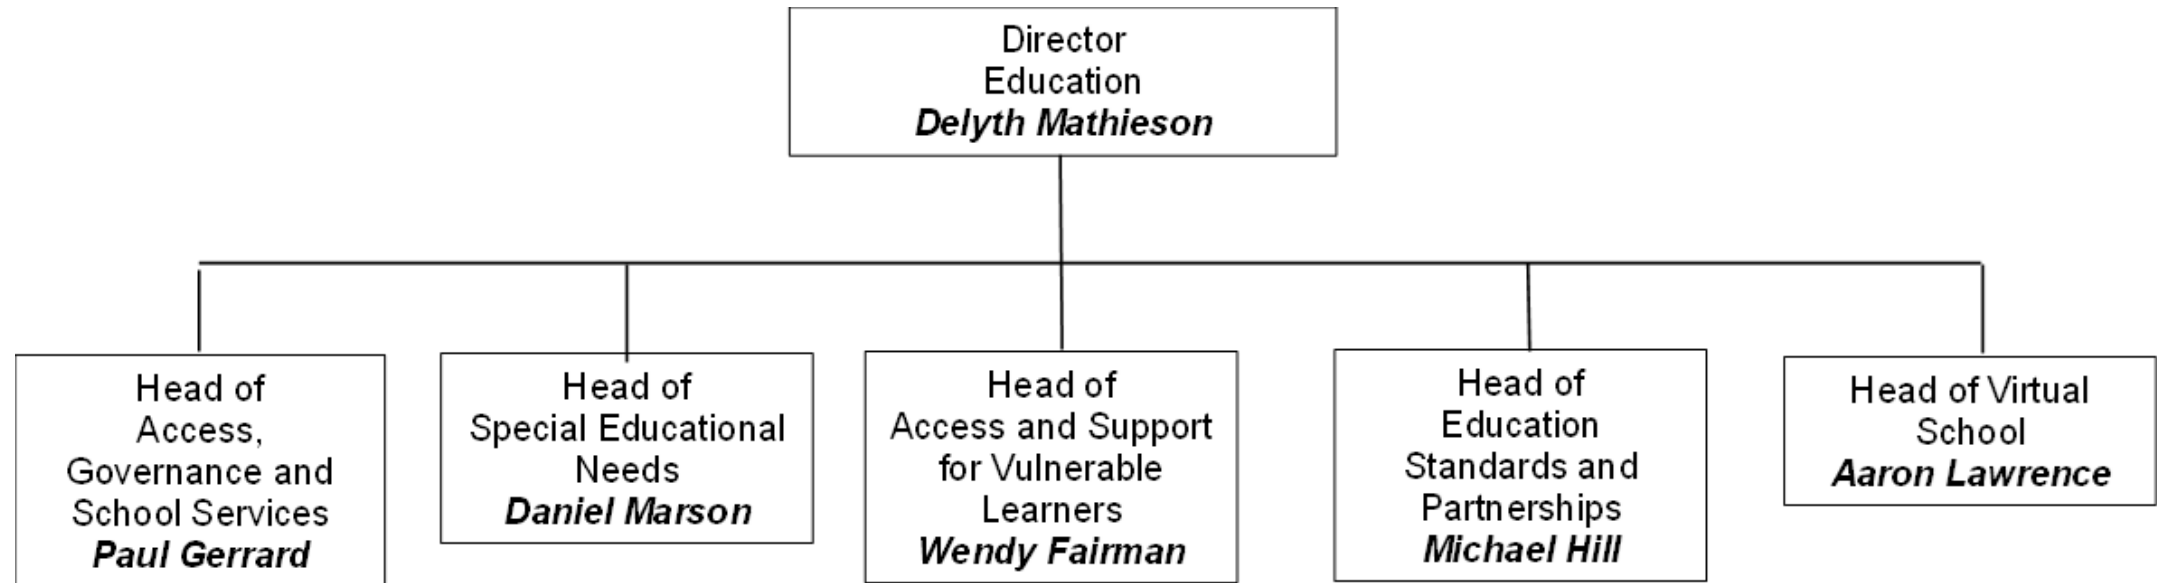 Director
Education
Delyth Mathieson
Head of
Access,
Governance and
School Services
Paul Gerrard
Head of
Special Educational
Needs
Daniel Marson
Head of
Access and Support
for Vulnerable
Learners
Wendy Fairman
Head of
Education
Standards and
Partnerships
Michael Hill
Head of Virtual
School
Aaron Lawrence